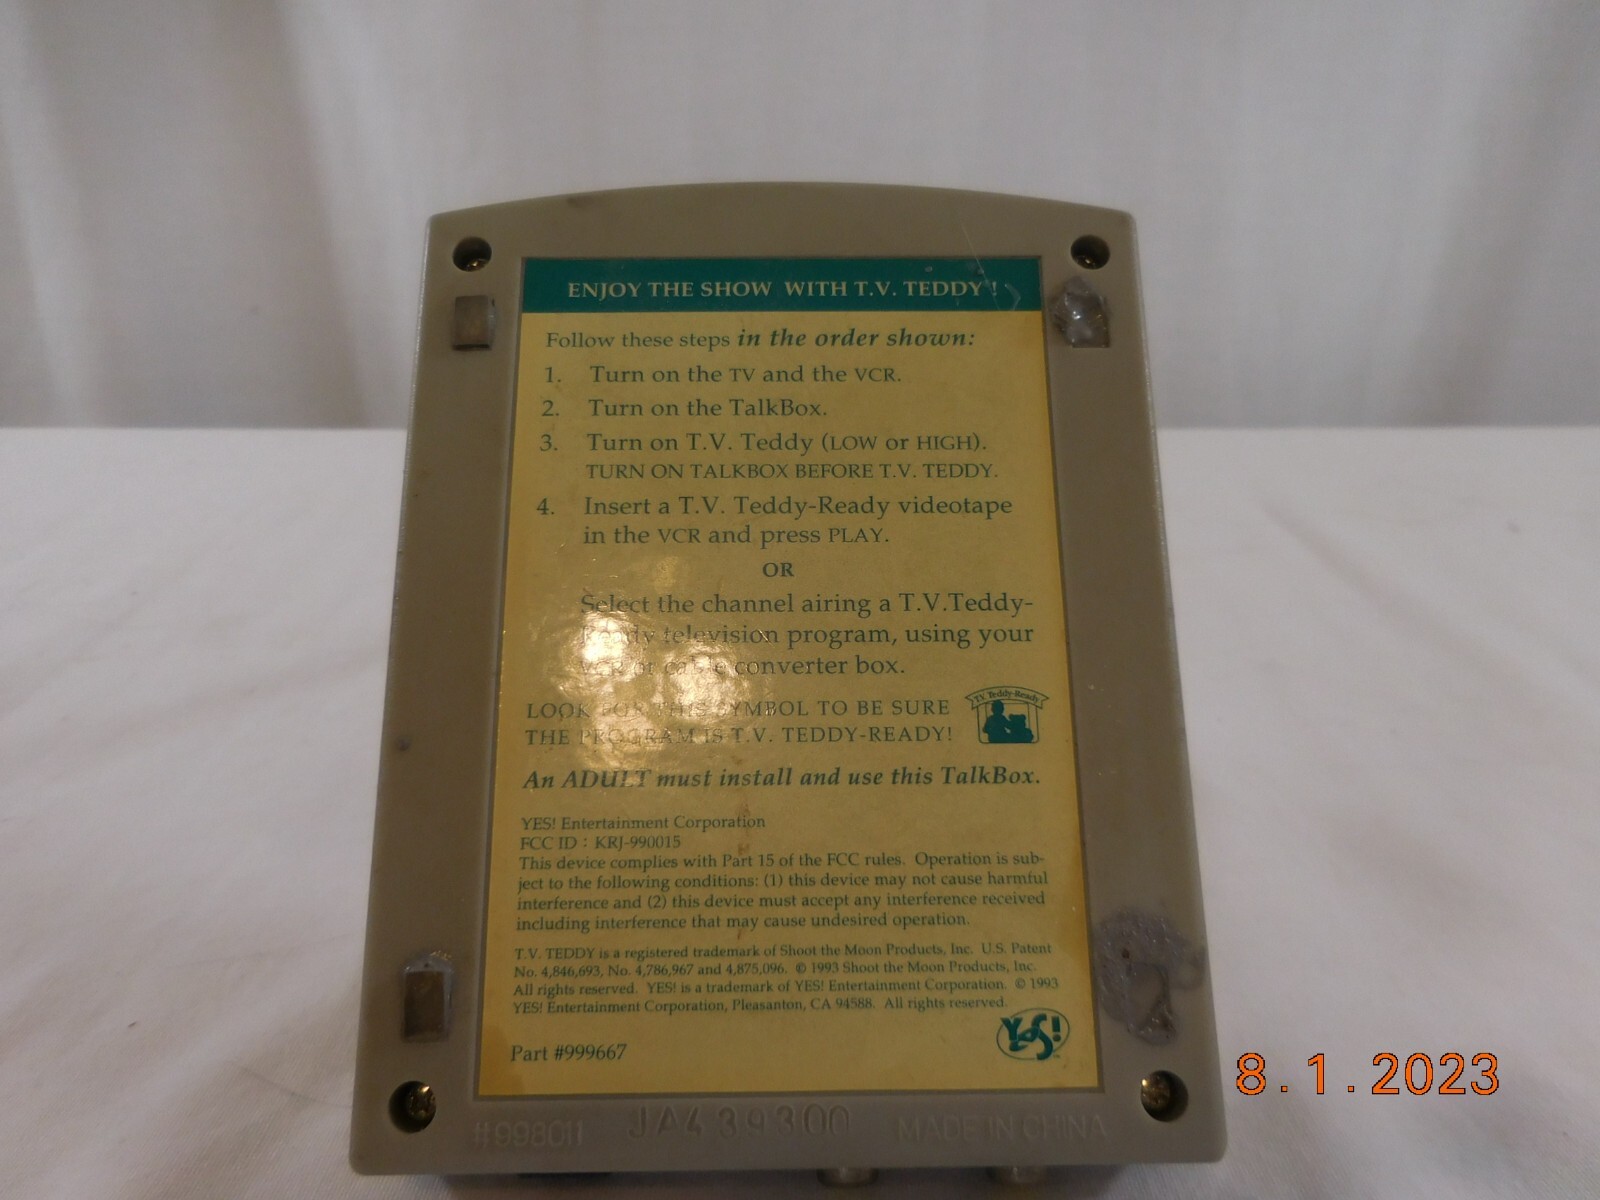 ENJOY THE SHOW WITH T.V. TEDDY !
Follow these steps in the order shown:
1. Turn on the TV and the VCR.
2. Turn on the TalkBox.
3. Turn on T.V. Teddy (LOW or HIGH).
TURN ON TALKBOX BEFORE T.V. TEDDY.
4. Insert a T.V. Teddy-Ready videotape
in the VCR and press PLAY.
OR
Select the channel airing a T.V.Teddy-
Ready television program, using your
VCR or cable converter box.
LOOK FOR THIS SYMBOL TO BE SURE
THE PROGRAM IS T.V. TEDDY-READY!
T.V. Teddy-Ready
An ADULT must install and use this TalkBox.
YES! Entertainment Corporation
FCC ID : KRJ-990015
This device complies with Part 15 of the FCC rules. Operation is sub-
ject to the following conditions: (1) this device may not cause harmful
interference and (2) this device must accept any interference received
including interference that may cause undesired operation.
T.V. TEDDY is a registered trademark of Shoot the Moon Products, Inc. U.S. Patent
No. 4,846,693, No. 4,786,967 and 4,875,096. © 1993 Shoot the Moon Products, Inc.
All rights reserved. YES! is a trademark of YES! Entertainment Corporation. © 1993
YES! Entertainment Corporation, Pleasanton, CA 94588. All rights reserved.
YES!
Part #999667
#998011 JA439300 MADE IN CHINA
8.1.2023